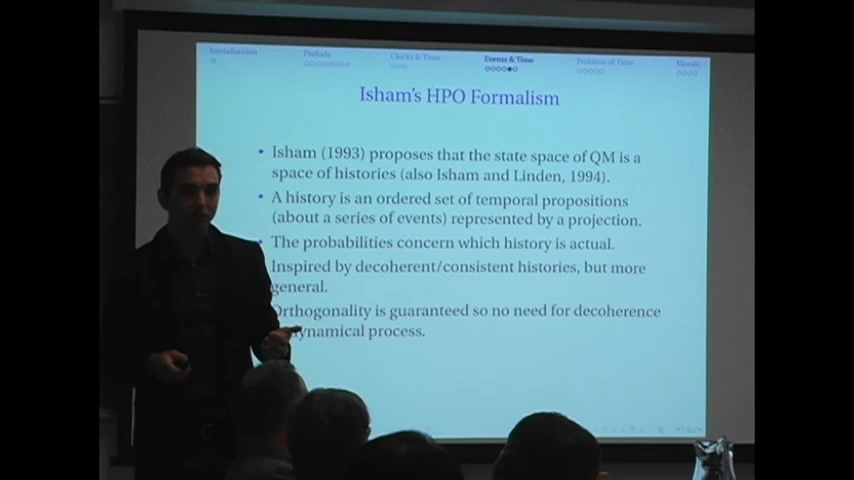 Introduction Prelude Clocks & Time Events & Time Problem of Time Morals
Isham's HPO Formalism
• Isham (1993) proposes that the state space of QM is a
space of histories (also Isham and Linden, 1994).
• A history is an ordered set of temporal propositions
(about a series of events) represented by a projection.
• The probabilities concern which history is actual.
Inspired by decoherent/consistent histories, but more
general.
Orthogonality is guaranteed so no need for decoherence
dynamical process.